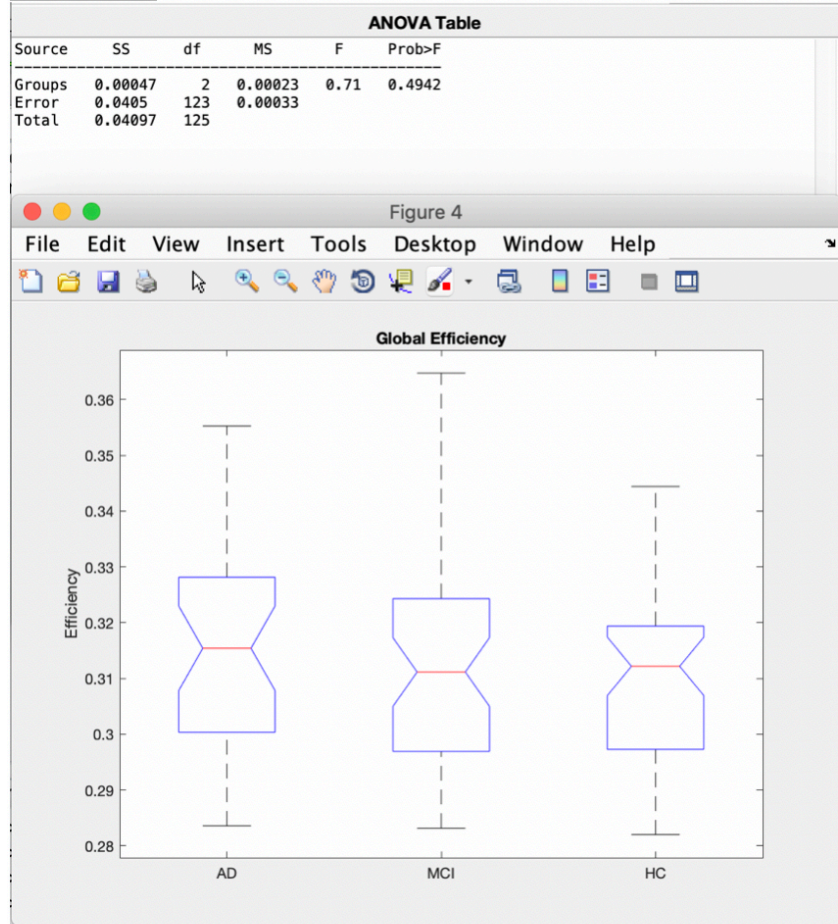 ANOVA Table
Source SS df MS F Prob>F
Groups 0.00047 2 0.00023 0.71 0.4942
Error 0.0405 123 0.00033
Total 0.04097 125
Figure 4
File Edit View Insert Tools Desktop Window Help
Global Efficiency
0.36
0.35
0.34
0.33
0.32
0.31
0.3
0.29
0.28
Efficiency
AD MCI HC